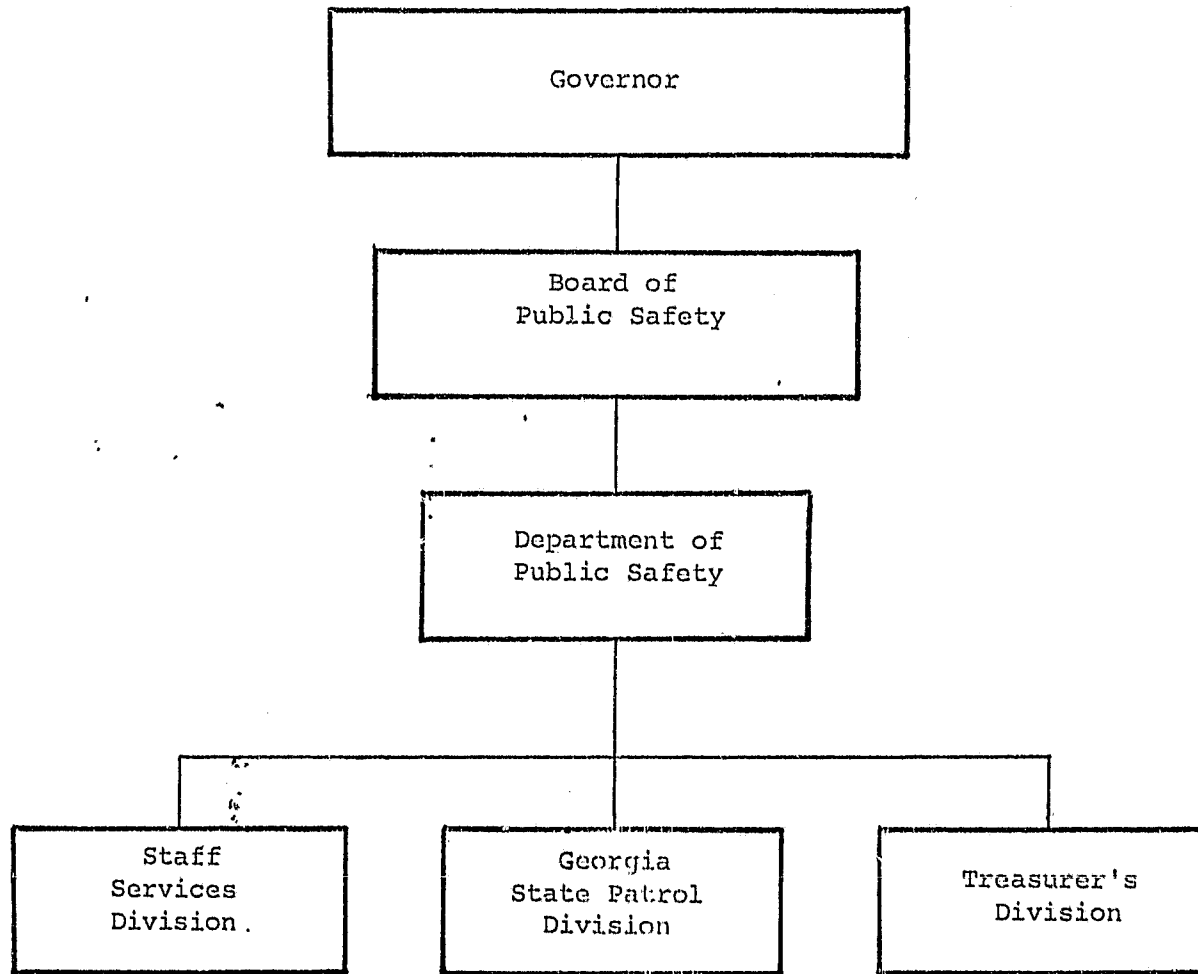 Governor
Board of
Public Safety
Department of
Public Safety
Staff
Services
Division.
Georgia
State Patrol
Division
Treasurer's
Division